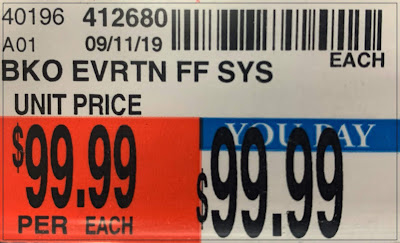 40196 412680
A01 09/11/19 EACH
BKO EVRTN FF SYS
UNIT PRICE
YOU PAY
$99.99 $99.99
PER EACH